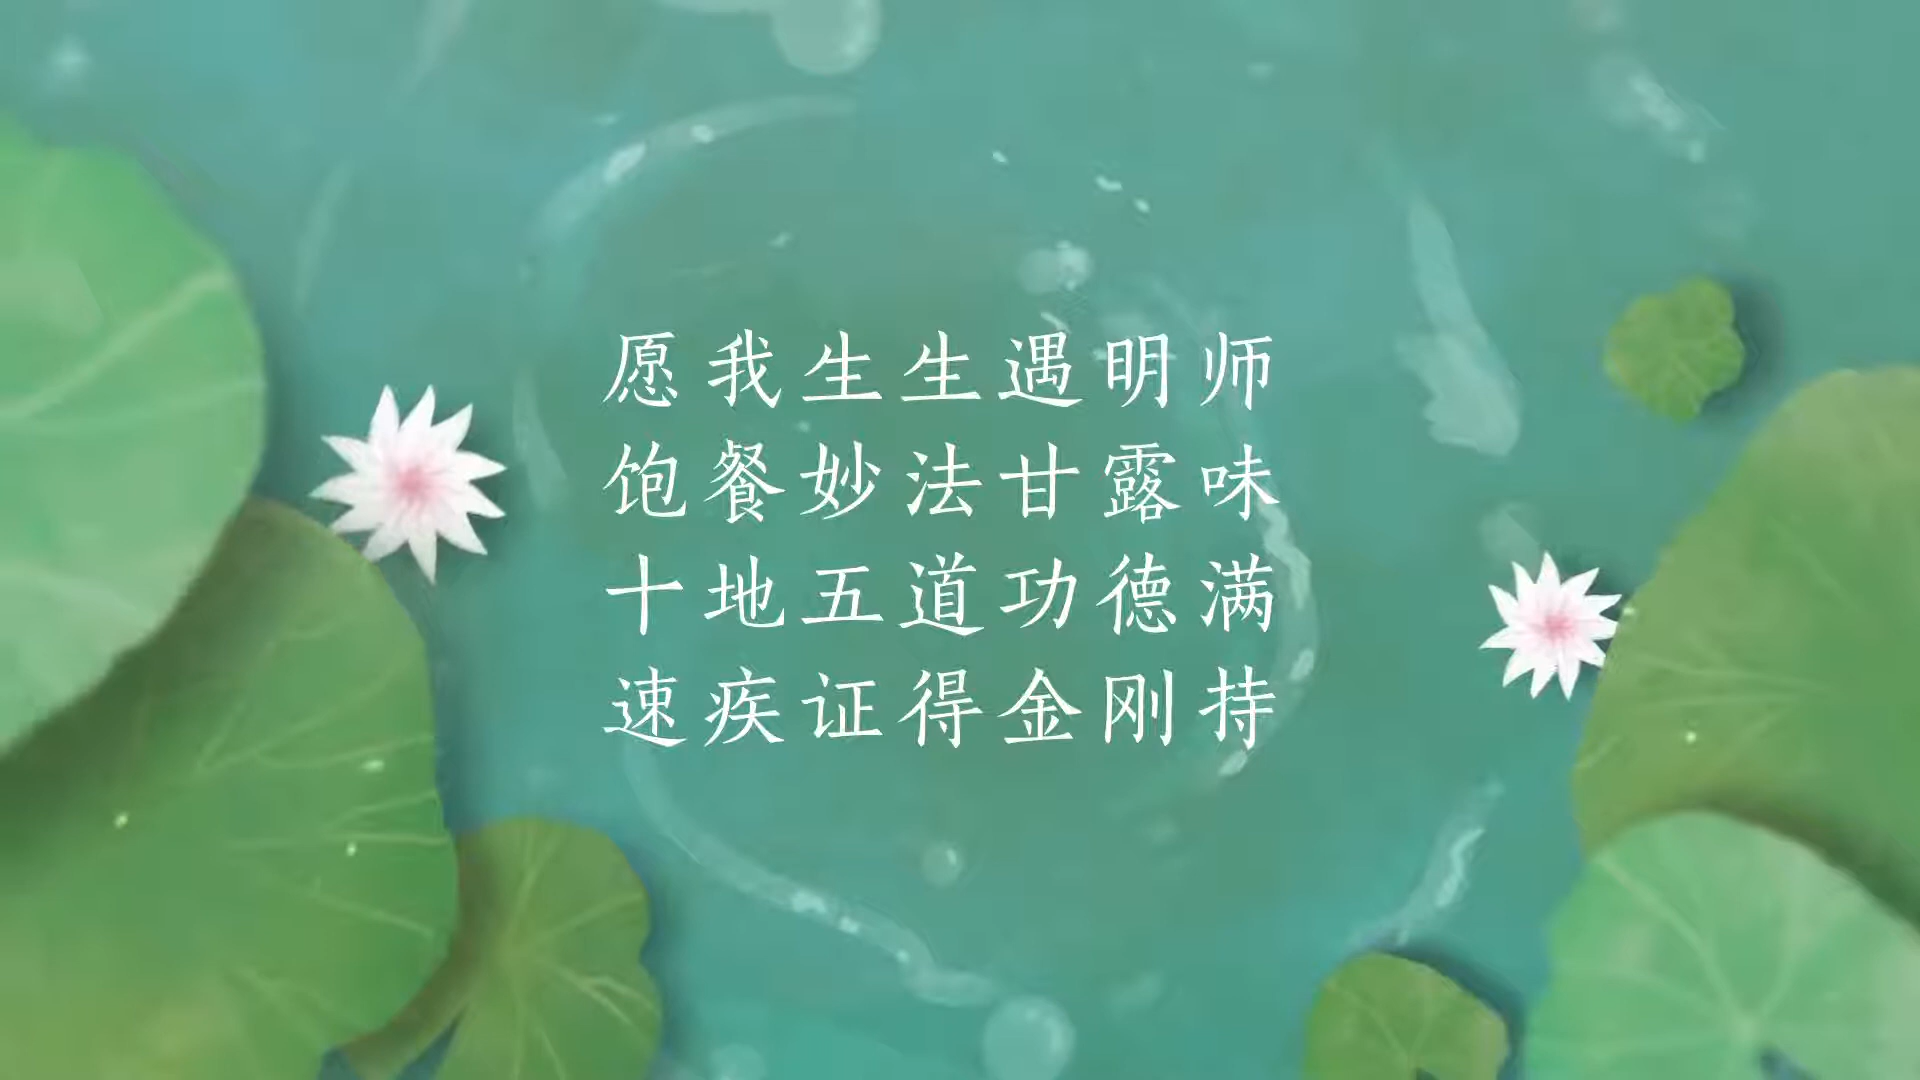 愿我生生遇明师
饱餐妙法甘露味
十地五道功德满
速疾证得金刚持